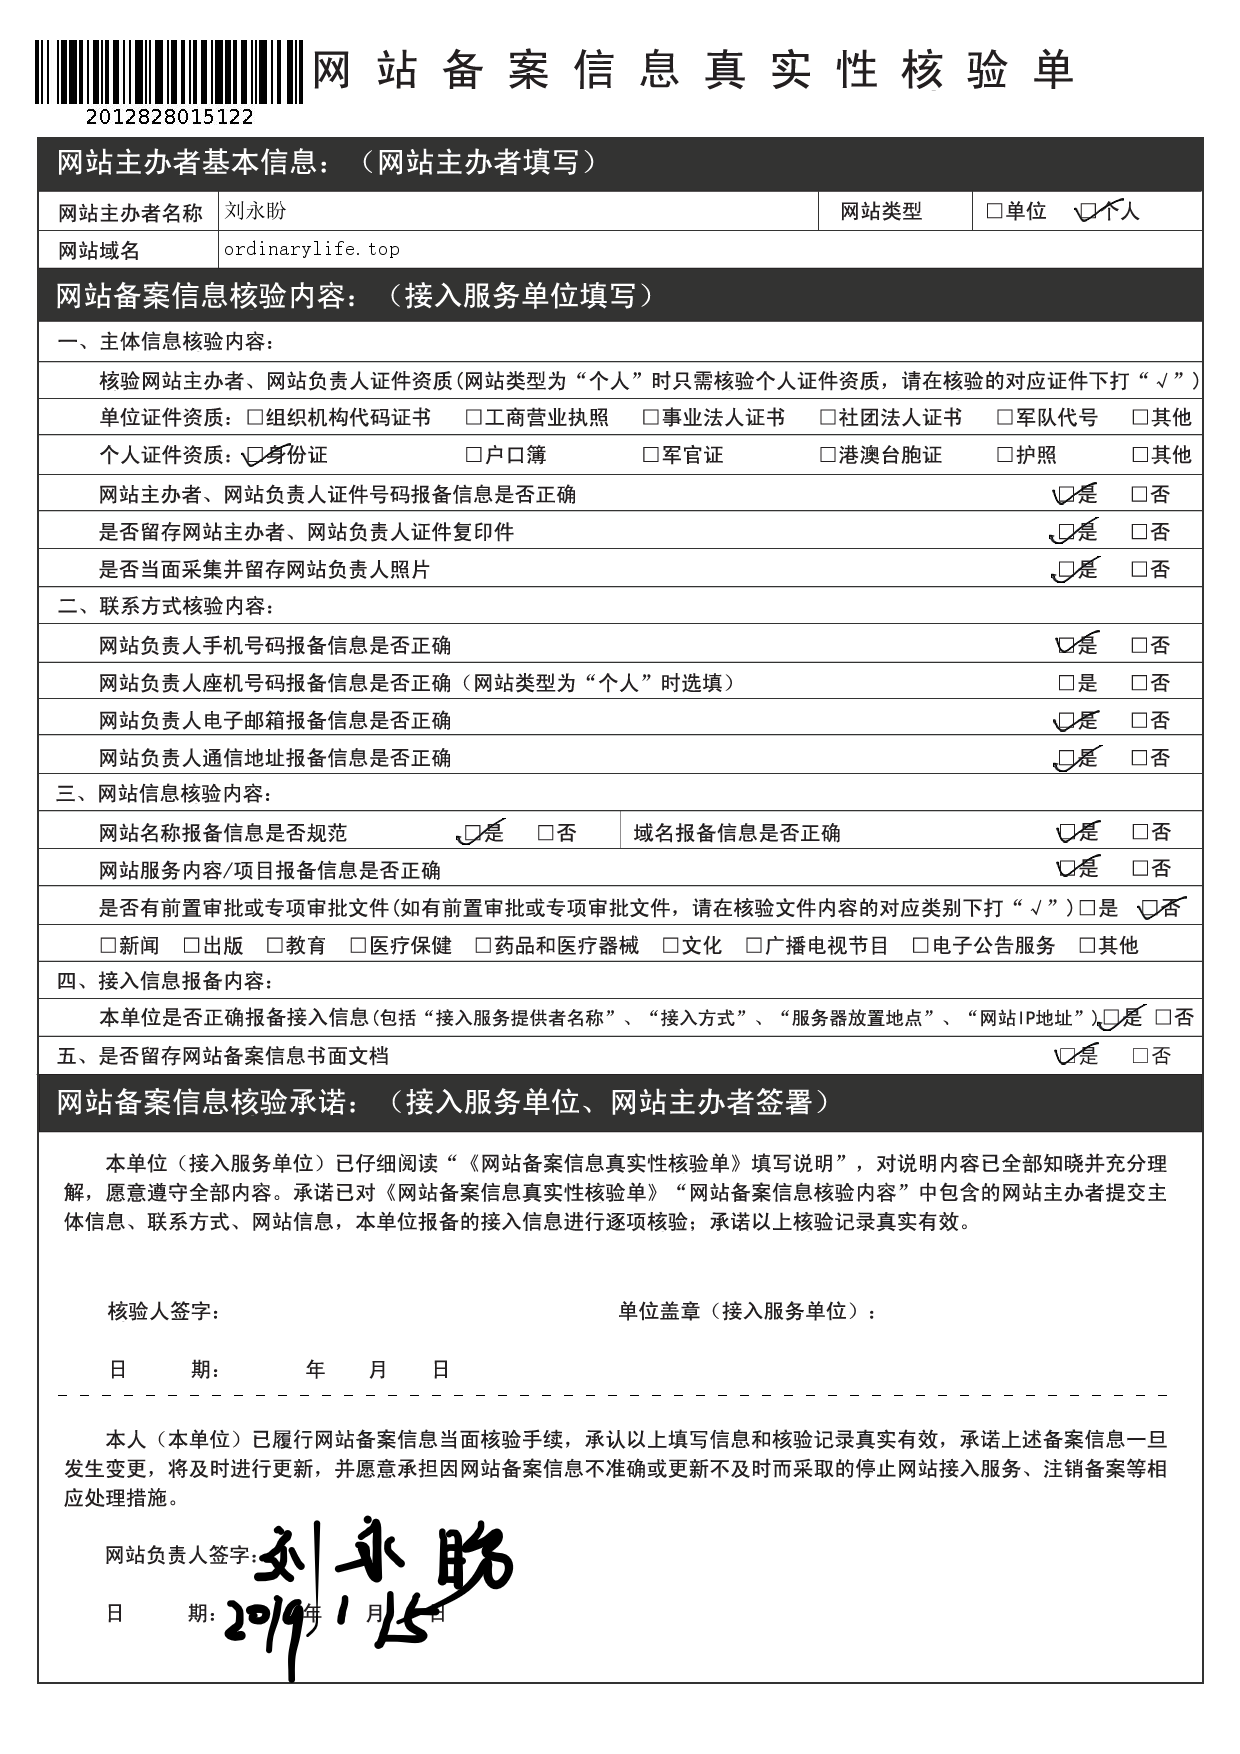 网站备案信息真实性核验单
2012828015122
网站主办者基本信息：（网站主办者填写）
网站主办者名称 刘永盼 网站类型 □单位 □个人
网站域名 ordinarylife.top
网站备案信息核验内容：（接入服务单位填写）
一、主体信息核验内容：
核验网站主办者、网站负责人证件资质(网站类型为“个人”时只需核验个人证件资质，请在核验的对应证件下打“√”)
单位证件资质：□组织机构代码证书 □工商营业执照 □事业法人证书 □社团法人证书 □军队代号 □其他
个人证件资质：□身份证 □户口簿 □军官证 □港澳台胞证 □护照 □其他
网站主办者、网站负责人证件号码报备信息是否正确 □是 □否
是否留存网站主办者、网站负责人证件复印件 □是 □否
是否当面采集并留存网站负责人照片 □是 □否
二、联系方式核验内容：
网站负责人手机号码报备信息是否正确 □是 □否
网站负责人座机号码报备信息是否正确（网站类型为“个人”时选填） □是 □否
网站负责人电子邮箱报备信息是否正确 □是 □否
网站负责人通信地址报备信息是否正确 □是 □否
三、网站信息核验内容：
网站名称报备信息是否规范 □是 □否 域名报备信息是否正确 □是 □否
网站服务内容/项目报备信息是否正确 □是 □否
是否有前置审批或专项审批文件(如有前置审批或专项审批文件，请在核验文件内容的对应类别下打“√”)□是 □否
□新闻 □出版 □教育 □医疗保健 □药品和医疗器械 □文化 □广播电视节目 □电子公告服务 □其他
四、接入信息报备内容：
本单位是否正确报备接入信息(包括“接入服务提供者名称”、“接入方式”、“服务器放置地点”、“网站IP地址”)□是 □否
五、是否留存网站备案信息书面文档 □是 □否
网站备案信息核验承诺：（接入服务单位、网站主办者签署）
本单位（接入服务单位）已仔细阅读“《网站备案信息真实性核验单》填写说明”，对说明内容已全部知晓并充分理
解，愿意遵守全部内容。承诺已对《网站备案信息真实性核验单》“网站备案信息核验内容”中包含的网站主办者提交主
体信息、联系方式、网站信息，本单位报备的接入信息进行逐项核验；承诺以上核验记录真实有效。
核验人签字： 单位盖章（接入服务单位）：
日 期： 年 月 日
本人（本单位）已履行网站备案信息当面核验手续，承认以上填写信息和核验记录真实有效，承诺上述备案信息一旦
发生变更，将及时进行更新，并愿意承担因网站备案信息不准确或更新不及时而采取的停止网站接入服务、注销备案等相
应处理措施。
网站负责人签字：刘永盼
日 期：2019年1月15日